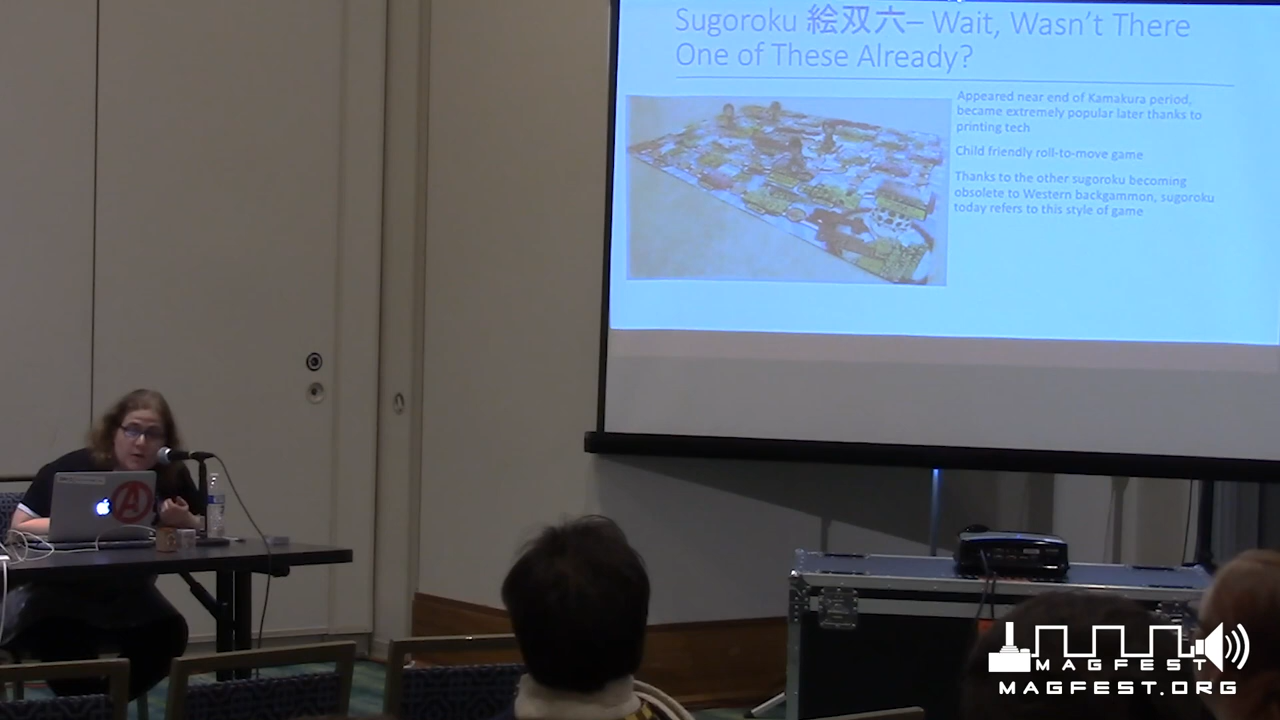 Sugoroku 絵双六– Wait, Wasn't There
One of These Already?
Appeared near end of Kamakura period,
became extremely popular later thanks to
printing tech
Child friendly roll-to-move game
Thanks to the other sugoroku becoming
obsolete to Western backgammon, sugoroku
today refers to this style of game
MAGFEST
MAGFEST.ORG